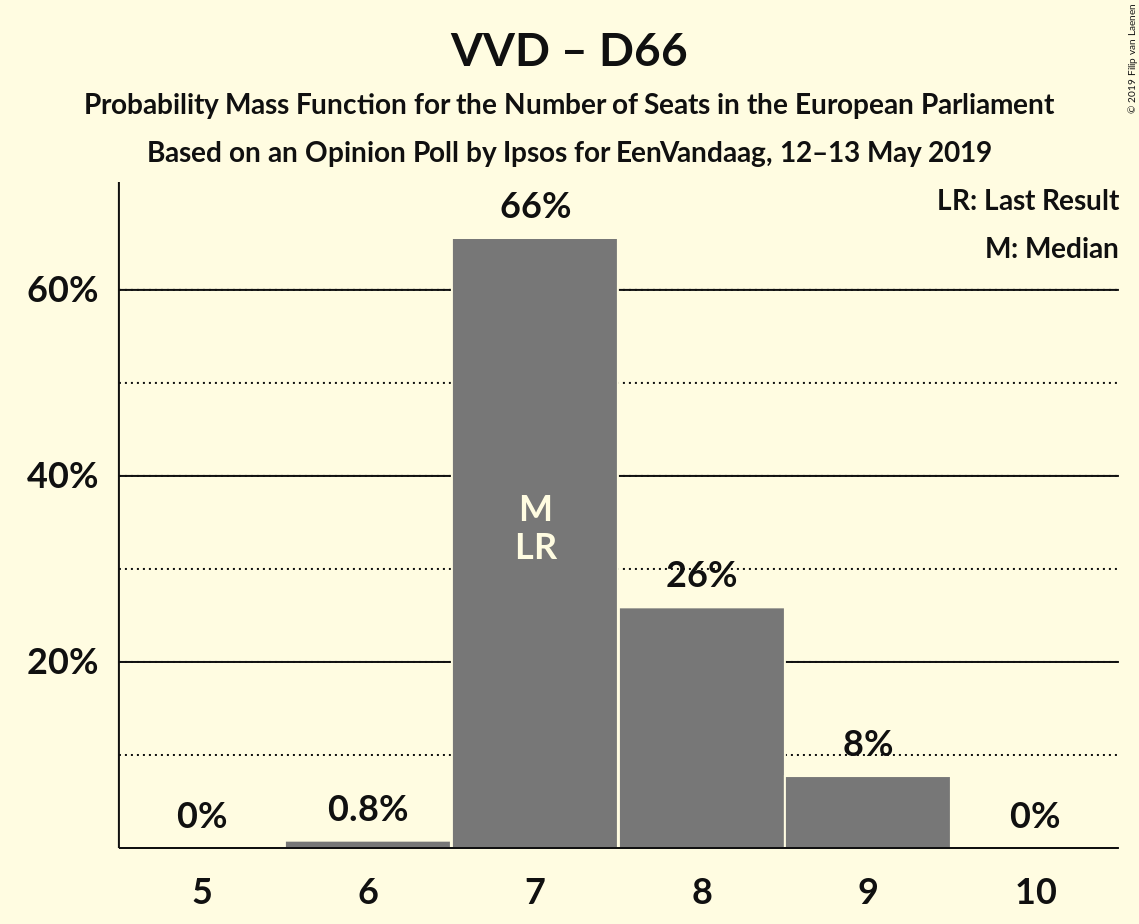 VVD – D66
Probability Mass Function for the Number of Seats in the European Parliament
Based on an Opinion Poll by Ipsos for EenVandaag, 12–13 May 2019
© 2019 Filip van Laenen
LR: Last Result
M: Median
66%
60%
40%
M
LR
26%
20%
8%
0.8%
0%
0%
5
6
7
8
9
10